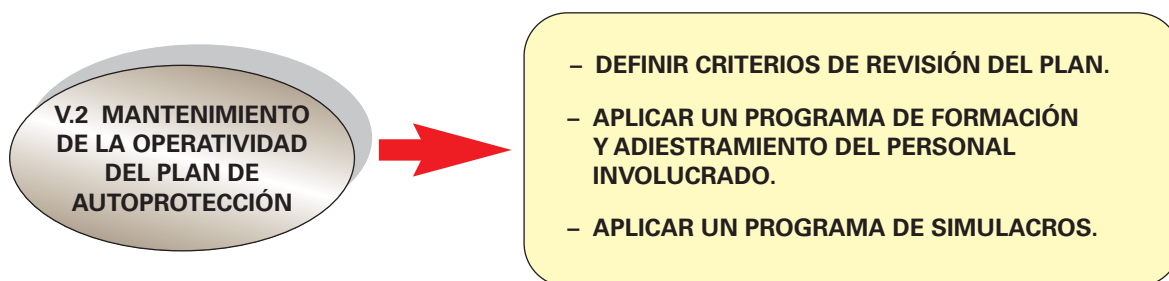 V.2 MANTENIMIENTO
DE LA OPERATIVIDAD
DEL PLAN DE
AUTOPROTECCIÓN
– DEFINIR CRITERIOS DE REVISIÓN DEL PLAN.
– APLICAR UN PROGRAMA DE FORMACIÓN
Y ADIESTRAMIENTO DEL PERSONAL
INVOLUCRADO.
– APLICAR UN PROGRAMA DE SIMULACROS.